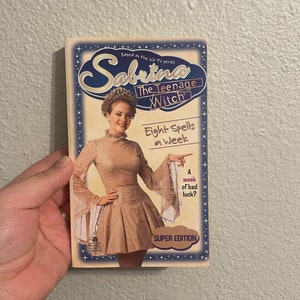 Based on the hit TV series
Sabrina
The Teenage
Witch
Eight Spells
a Week
A
week
of bad
luck?
SUPER EDITION